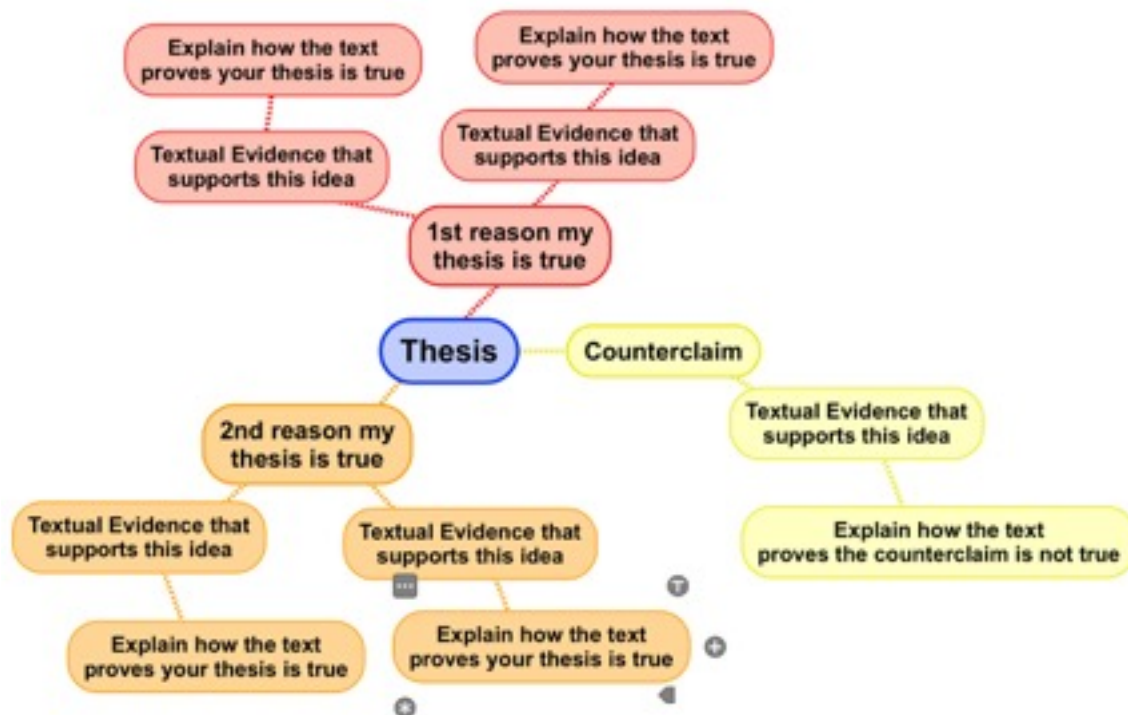 Explain how the text
proves your thesis is true
Explain how the text
proves your thesis is true
Textual Evidence that
supports this idea
Textual Evidence that
supports this idea
1st reason my
thesis is true
Thesis
Counterclaim
Textual Evidence that
supports this idea
Explain how the text
proves the counterclaim is not true
2nd reason my
thesis is true
Textual Evidence that
supports this idea
Textual Evidence that
supports this idea
Explain how the text
proves your thesis is true
Explain how the text
proves your thesis is true